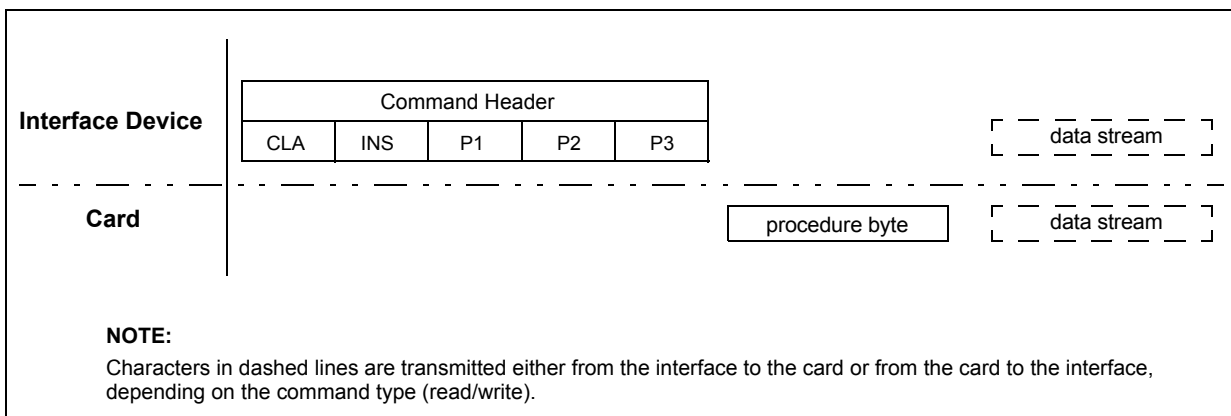 Command Header
Interface Device
CLA INS P1 P2 P3
data stream
Card
procedure byte
data stream
NOTE:
Characters in dashed lines are transmitted either from the interface to the card or from the card to the interface,
depending on the command type (read/write).